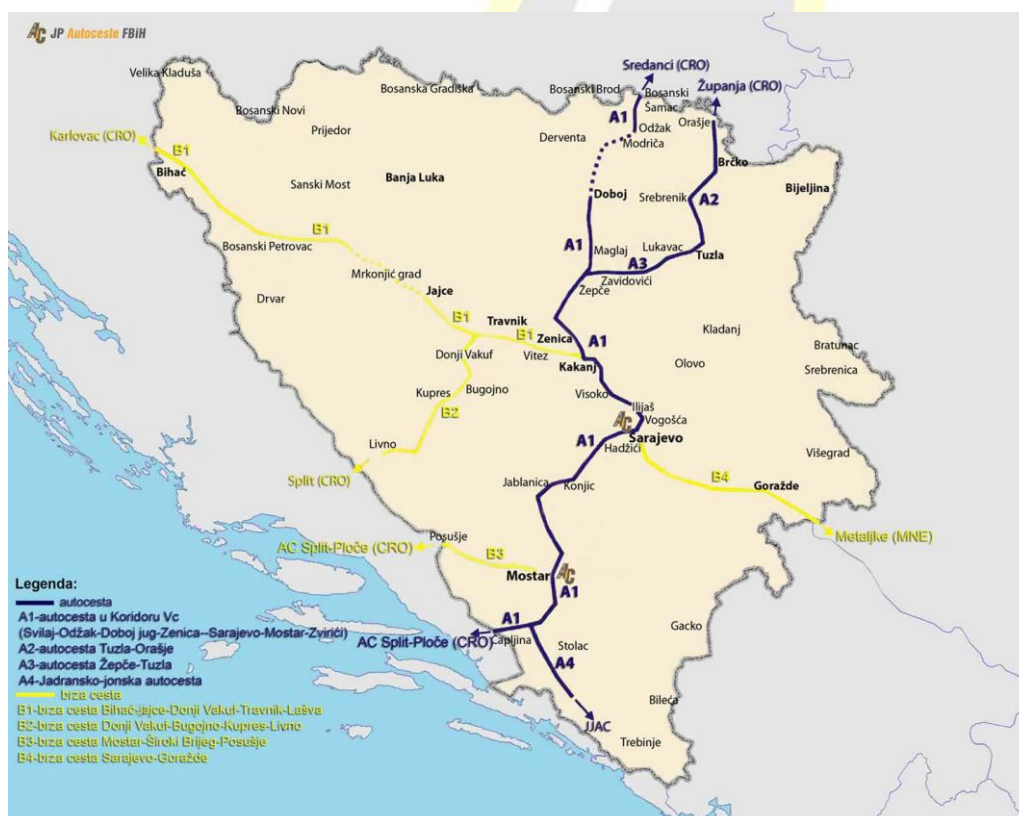 AC JP Autoceste FBiH
Sredanci (CRO)
Županja (CRO)
Velika Kladuša
Bosanska Gradiška
Bosanski Brod
Bosanski
Šamac
Bosanski Novi
Orašje
A1
Odžak
Prijedor
Derventa
Modriča
Karlovac (CRO)
B1
Bihać
Brčko
Sanski Most
Banja Luka
Doboj
Srebrenik
A2
Bijeljina
B1
Bosanski Petrovac
A1
Maglaj
Lukavac
Tuzla
A3
Mrkonjić grad
Zavidovići
Žepče
Drvar
Jajce
B1
Travnik
B1
Zenica
A1
Kladanj
Donji Vakuf
Vitez
Kakanj
Olovo
Bratunac
Srebrenica
Kupres
Bugojno
Visoko
B2
Ilijaš
AC
Vogošća
Sarajevo
A1
Hadžići
Livno
Višegrad
Split (CRO)
Jablanica
Konjic
B4
Goražde
Posušje
Metaljke (MNE)
AC Split-Ploče (CRO)
B3
Mostar
AC
A1
A1
AC Split-Ploče (CRO)
Čapljina
Stolac
Gacko
A4
Bileća
JJAC
Trebinje
Legenda:
autocesta
A1-autocesta u Koridoru Vc
(Svilaj-Odžak-Doboj jug-Zenica--Sarajevo-Mostar-Zvirići)
A2-autocesta Tuzla-Orašje
A3-autocesta Žepče-Tuzla
A4-Jadransko-jonska autocesta
brza cesta
B1-brza cesta Bihać-Jajce-Donji Vakuf-Travnik-Lašva
B2-brza cesta Donji Vakuf-Bugojno-Kupres-Livno
B3-brza cesta Mostar-Široki Brijeg-Posušje
B4-brza cesta Sarajevo-Goražde